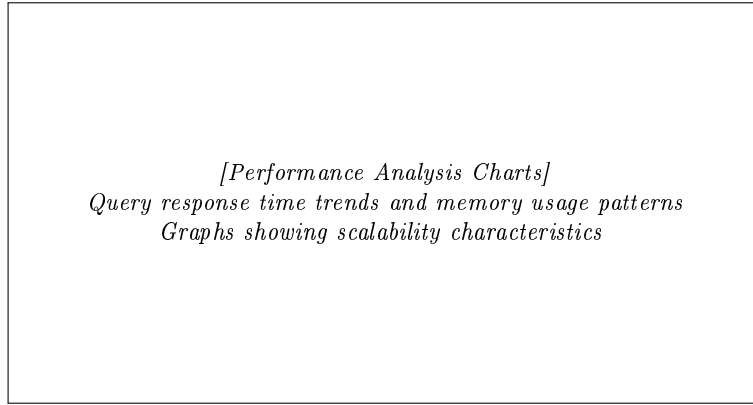 [Performance Analysis Charts]
Query response time trends and memory usage patterns
Graphs showing scalability characteristics